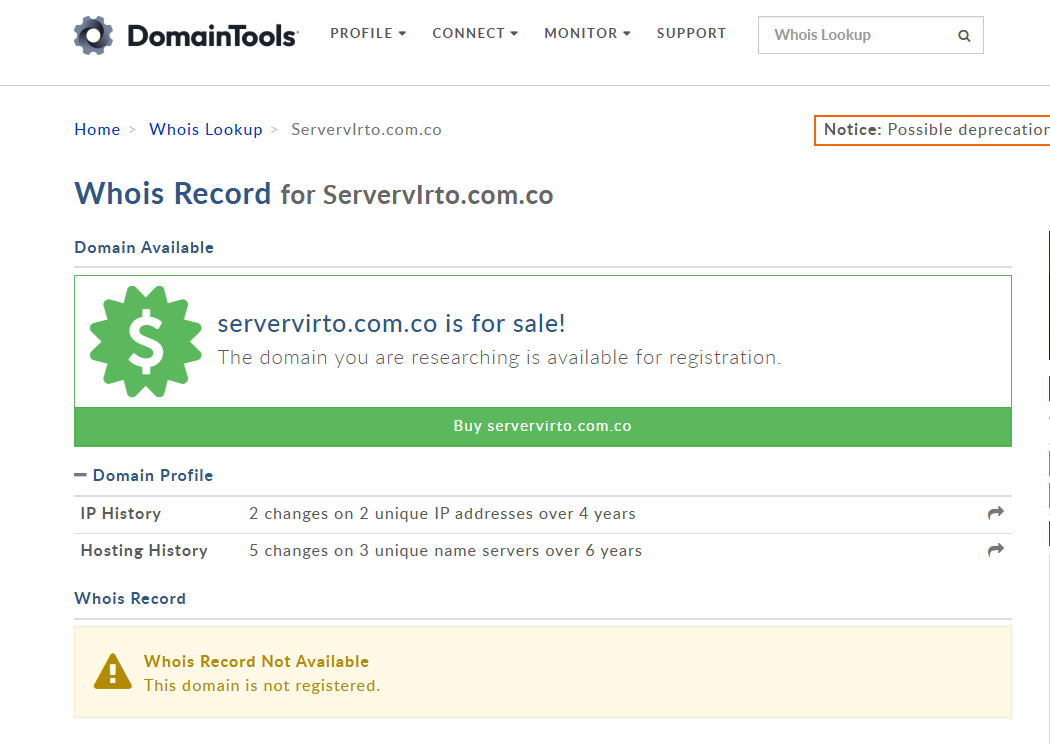 DomainTools
PROFILE CONNECT MONITOR SUPPORT
Whois Lookup
Home > Whois Lookup > ServervIrto.com.co
Notice: Possible deprecation
Whois Record for ServervIrto.com.co
Domain Available
$
servervirto.com.co is for sale!
The domain you are researching is available for registration.
Buy servervirto.com.co
Domain Profile
IP History 2 changes on 2 unique IP addresses over 4 years
Hosting History 5 changes on 3 unique name servers over 6 years
Whois Record
Whois Record Not Available
This domain is not registered.